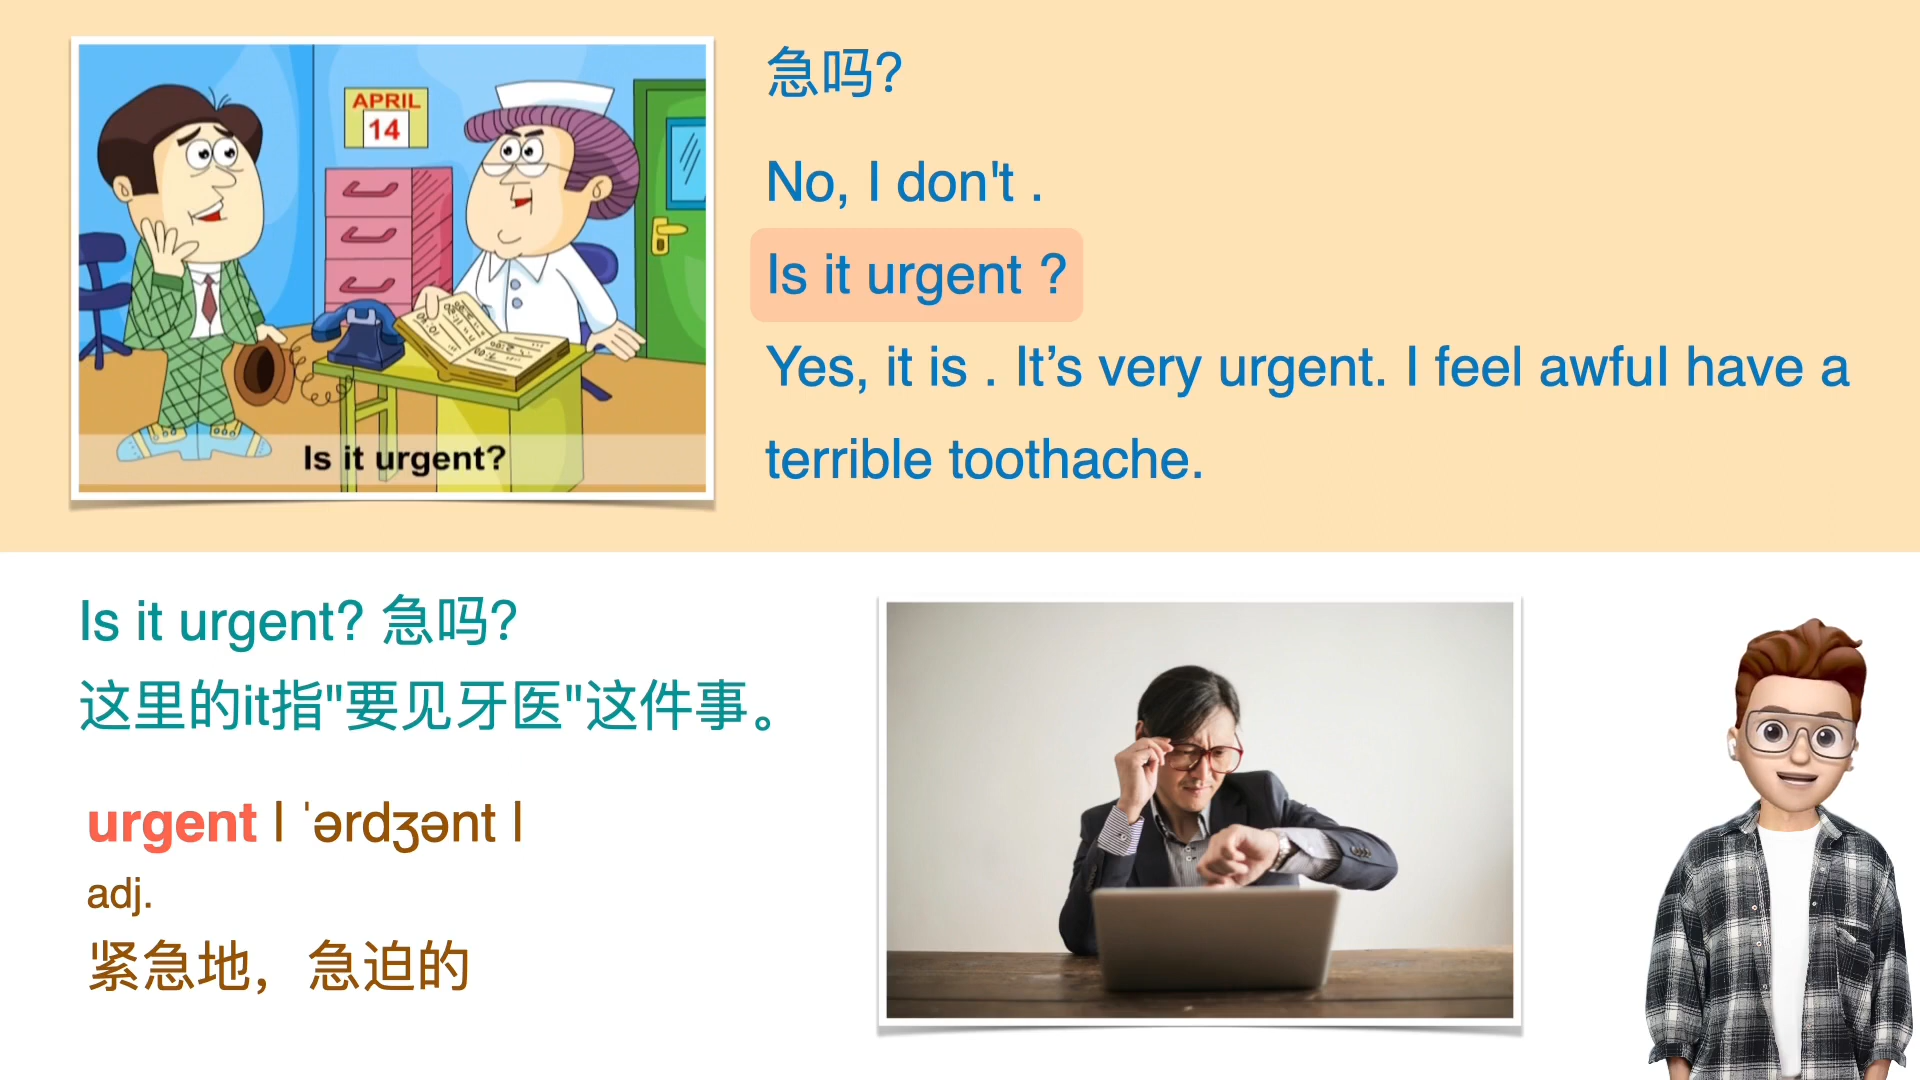 急吗?
No, I don't .
Is it urgent ?
Yes, it is . It’s very urgent. I feel awfuI have a
terrible toothache.
APRIL
14
Is it urgent?
Is it urgent? 急吗?
这里的it指"要见牙医"这件事。
urgent | ˈərdʒənt |
adj.
紧急地，急迫的